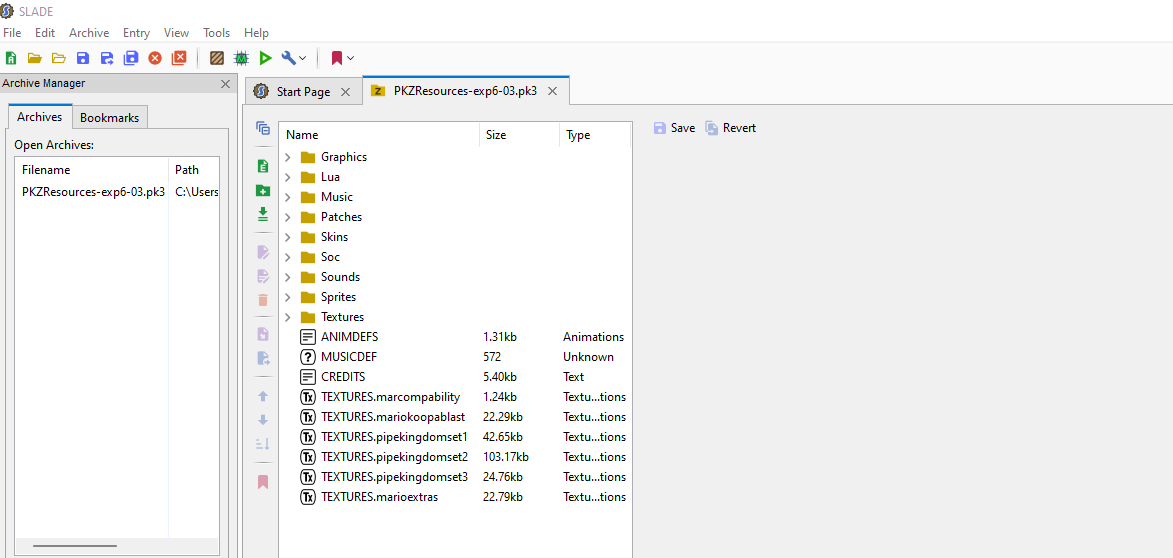 SLADE
File Edit Archive Entry View Tools Help
Archive Manager
Start Page PKZResources-exp6-03.pk3
Archives Bookmarks
Open Archives:
Filename Path
PKZResources-exp6-03.pk3 C:\Users
Name Size Type
Graphics
Lua
Music
Patches
Skins
Soc
Sounds
Sprites
Textures
ANIMDEFS 1.31kb Animations
MUSICDEF 572 Unknown
CREDITS 5.40kb Text
TEXTURES.marcompability 1.24kb Textu...tions
TEXTURES.mariokoopablast 22.29kb Textu...tions
TEXTURES.pipekingdomset1 42.65kb Textu...tions
TEXTURES.pipekingdomset2 103.17kb Textu...tions
TEXTURES.pipekingdomset3 24.76kb Textu...tions
TEXTURES.marioextras 22.79kb Textu...tions
Save Revert